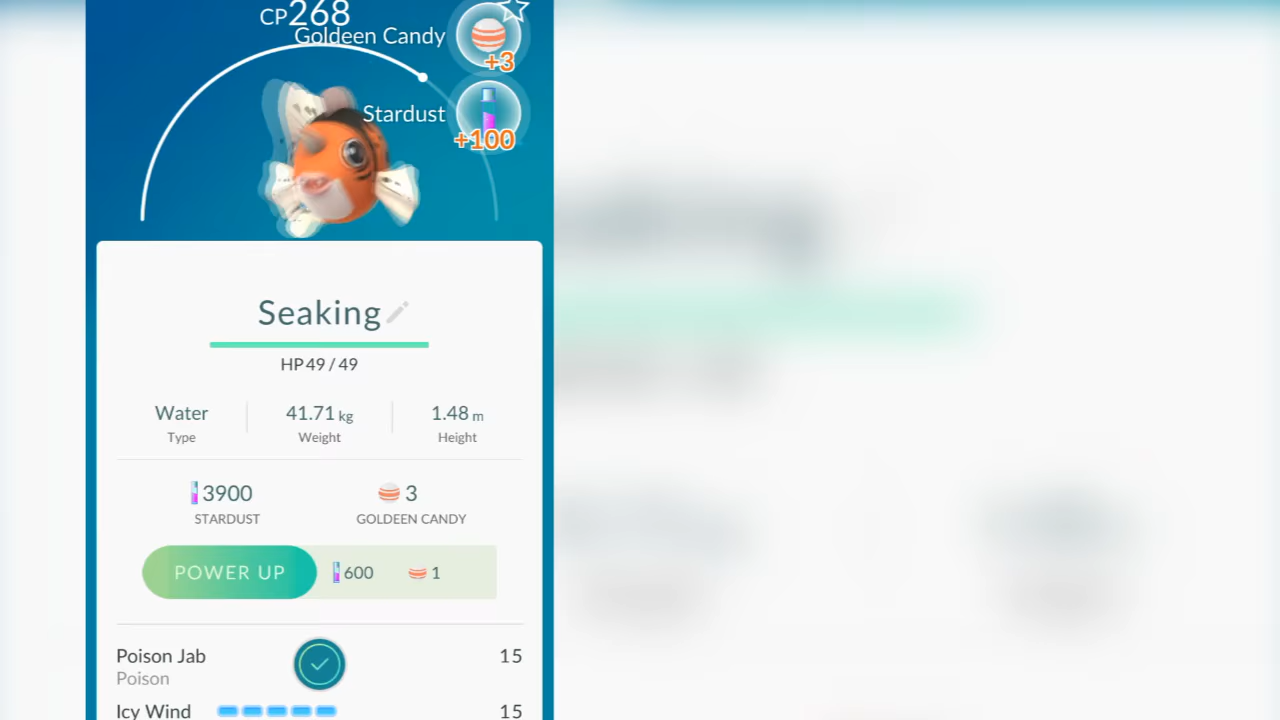 CP268
Goldeen Candy
+3
Stardust
+100
Seaking
HP 49 / 49
Water 41.71 kg 1.48 m
Type Weight Height
3900 3
STARDUST GOLDEEN CANDY
POWER UP 600 1
Poison Jab 15
Poison
Icy Wind 15